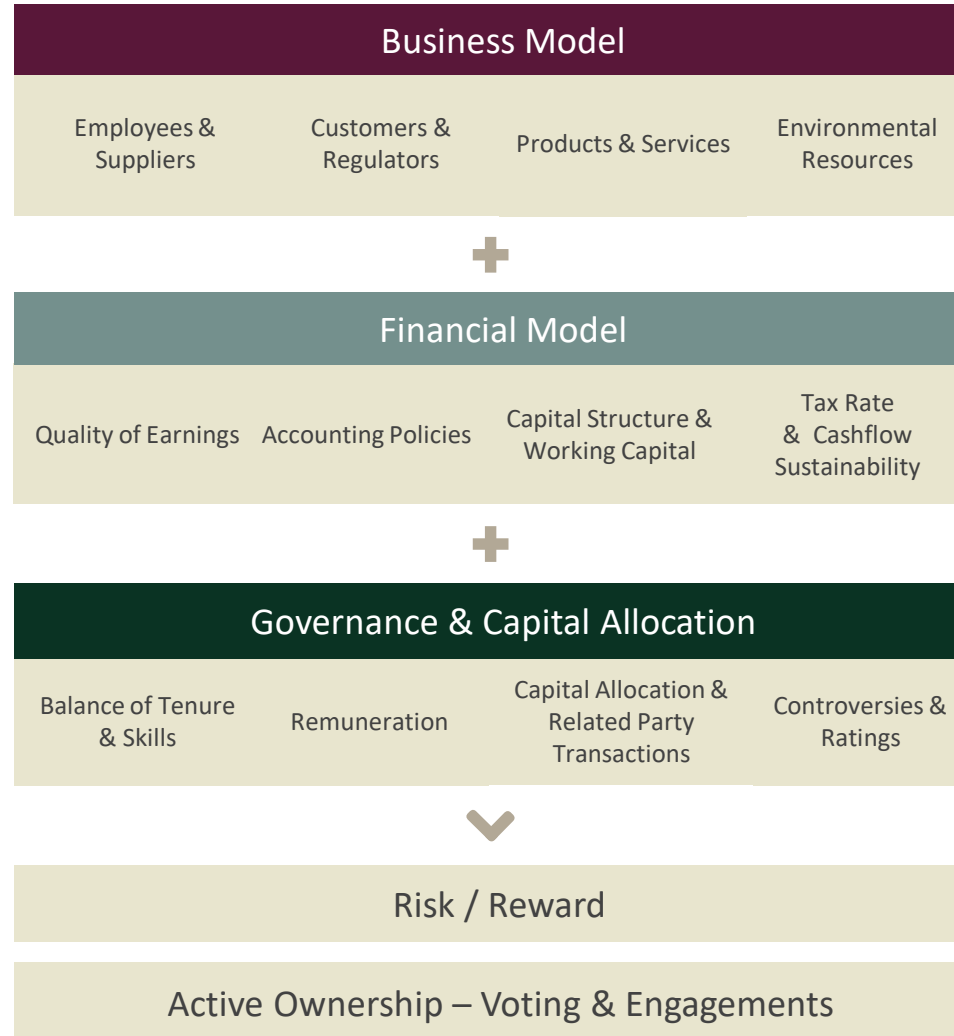 Business Model
Employees &
Suppliers
Customers &
Regulators
Products & Services
Environmental
Resources
Financial Model
Quality of Earnings
Accounting Policies
Capital Structure &
Working Capital
Tax Rate
& Cashflow
Sustainability
Governance & Capital Allocation
Balance of Tenure
& Skills
Remuneration
Capital Allocation &
Related Party
Transactions
Controversies &
Ratings
Risk / Reward
Active Ownership – Voting & Engagements